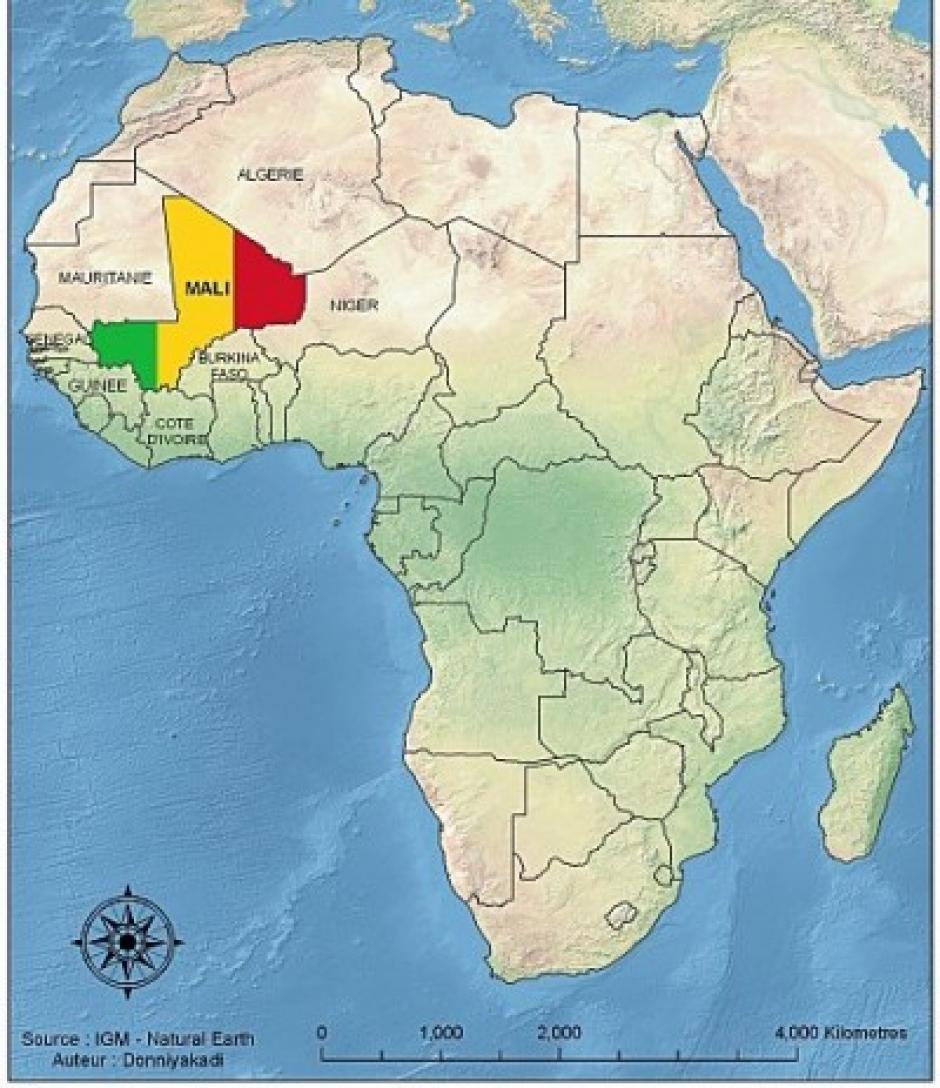 ALGERIE
MAURITANIE
MALI
NIGER
SENEGAL
BURKINA
FASO
GUINEE
COTE
D'IVOIRE
Source : IGM - Natural Earth
Auteur : Donniyakadi
0 1,000 2,000 4,000 Kilometres